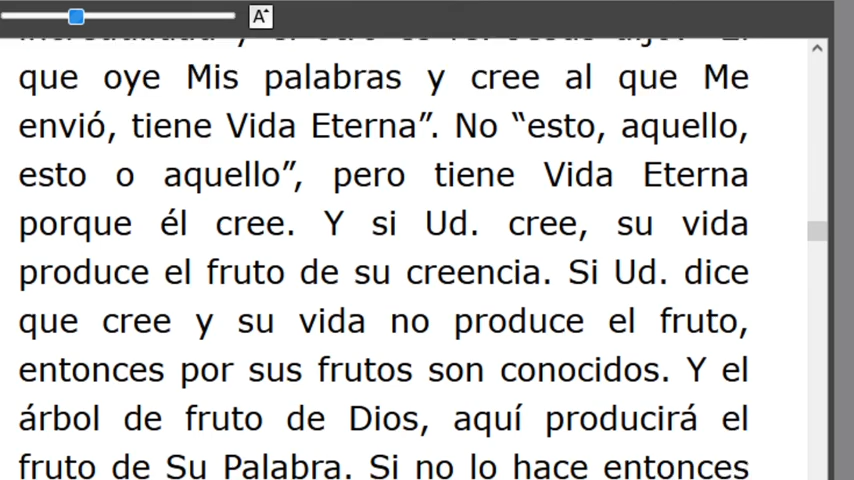 A
que oye Mis palabras y cree al que Me
envió, tiene Vida Eterna”. No “esto, aquello,
esto o aquello”, pero tiene Vida Eterna
porque él cree. Y si Ud. cree, su vida
produce el fruto de su creencia. Si Ud. dice
que cree y su vida no produce el fruto,
entonces por sus frutos son conocidos. Y el
árbol de fruto de Dios, aquí producirá el
fruto de Su Palabra. Si no lo hace entonces